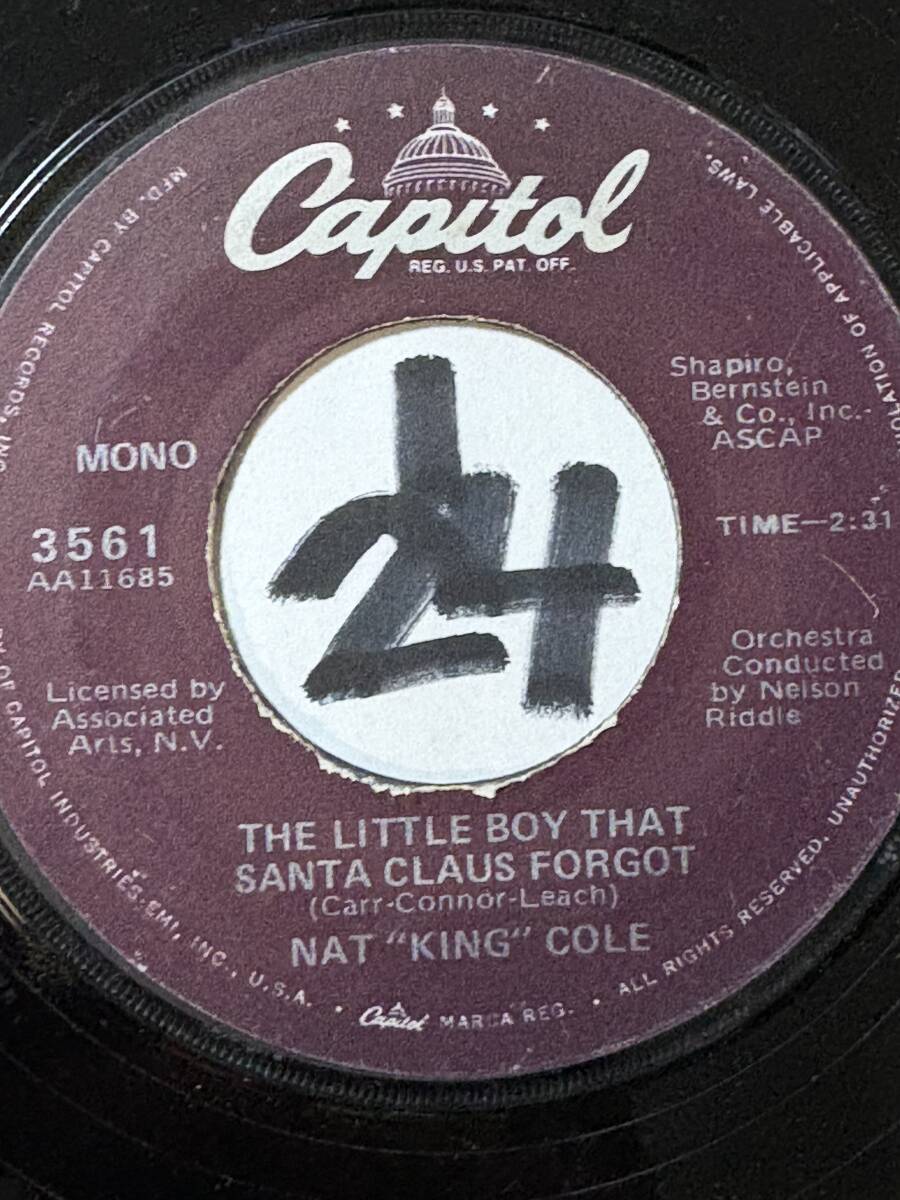 Capitol
REG. U.S. PAT. OFF.
MFD. BY CAPITOL RECORDS, INC.
OF CAPITOL INDUSTRIES-EMI, INC., U.S.A. •
Capitol MARCA REG. •
ALL RIGHTS RESERVED. UNAUTHORIZED
OF APPLICABLE LAWS.
MONO
3561
AA11685
Licensed by
Associated
Arts, N.V.
24
Shapiro,
Bernstein
& Co., Inc.-
ASCAP
TIME—2:31
Orchestra
Conducted
by Nelson
Riddle
THE LITTLE BOY THAT
SANTA CLAUS FORGOT
(Carr-Connor-Leach)
NAT "KING" COLE